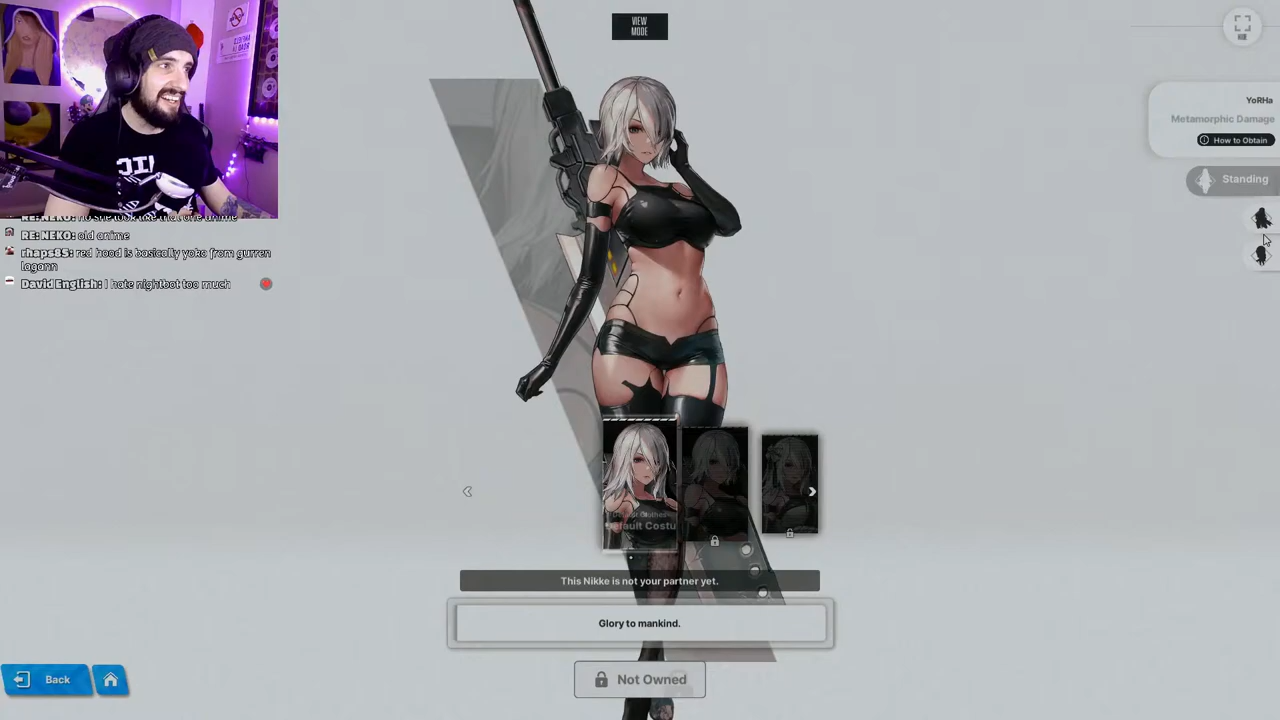 VIEW
MODE
YoRHa
Metamorphic Damage
How to Obtain
Standing
RE: NEKO: old anime
rhaps85: red hood is basically yoko from gurren
lagann
David English: I hate nightbot too much
Default Costu
This Nikke is not your partner yet.
Glory to mankind.
Not Owned
Back